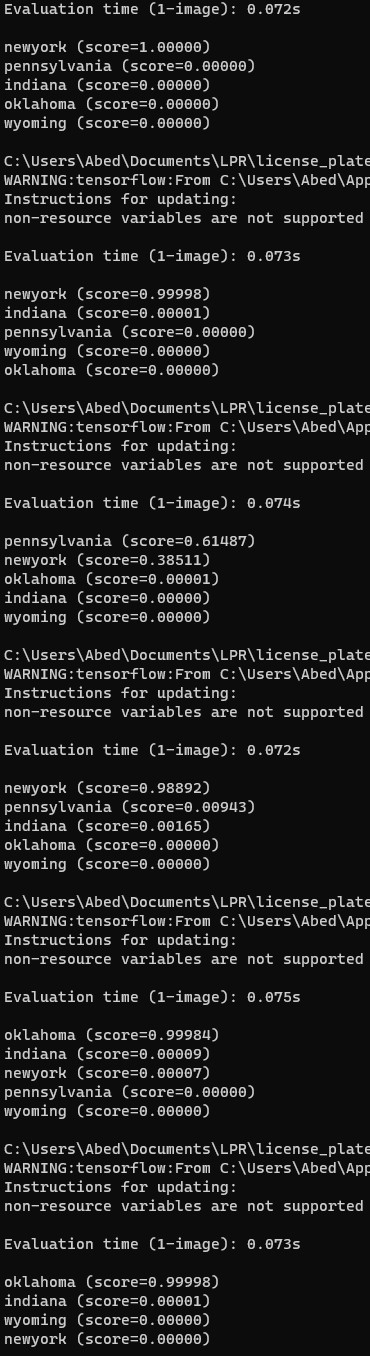 Evaluation time (1-image): 0.072s
newyork (score=1.00000)
pennsylvania (score=0.00000)
indiana (score=0.00000)
oklahoma (score=0.00000)
wyoming (score=0.00000)
C:\Users\Abed\Documents\LPR\license_plate
WARNING:tensorflow:From C:\Users\Abed\App
Instructions for updating:
non-resource variables are not supported
Evaluation time (1-image): 0.073s
newyork (score=0.99998)
indiana (score=0.00001)
pennsylvania (score=0.00000)
wyoming (score=0.00000)
oklahoma (score=0.00000)
C:\Users\Abed\Documents\LPR\license_plate
WARNING:tensorflow:From C:\Users\Abed\App
Instructions for updating:
non-resource variables are not supported
Evaluation time (1-image): 0.074s
pennsylvania (score=0.61487)
newyork (score=0.38511)
oklahoma (score=0.00001)
indiana (score=0.00000)
wyoming (score=0.00000)
C:\Users\Abed\Documents\LPR\license_plate
WARNING:tensorflow:From C:\Users\Abed\App
Instructions for updating:
non-resource variables are not supported
Evaluation time (1-image): 0.072s
newyork (score=0.98892)
pennsylvania (score=0.00943)
indiana (score=0.00165)
oklahoma (score=0.00000)
wyoming (score=0.00000)
C:\Users\Abed\Documents\LPR\license_plate
WARNING:tensorflow:From C:\Users\Abed\App
Instructions for updating:
non-resource variables are not supported
Evaluation time (1-image): 0.075s
oklahoma (score=0.99984)
indiana (score=0.00009)
newyork (score=0.00007)
pennsylvania (score=0.00000)
wyoming (score=0.00000)
C:\Users\Abed\Documents\LPR\license_plate
WARNING:tensorflow:From C:\Users\Abed\App
Instructions for updating:
non-resource variables are not supported
Evaluation time (1-image): 0.073s
oklahoma (score=0.99998)
indiana (score=0.00001)
wyoming (score=0.00000)
newyork (score=0.00000)